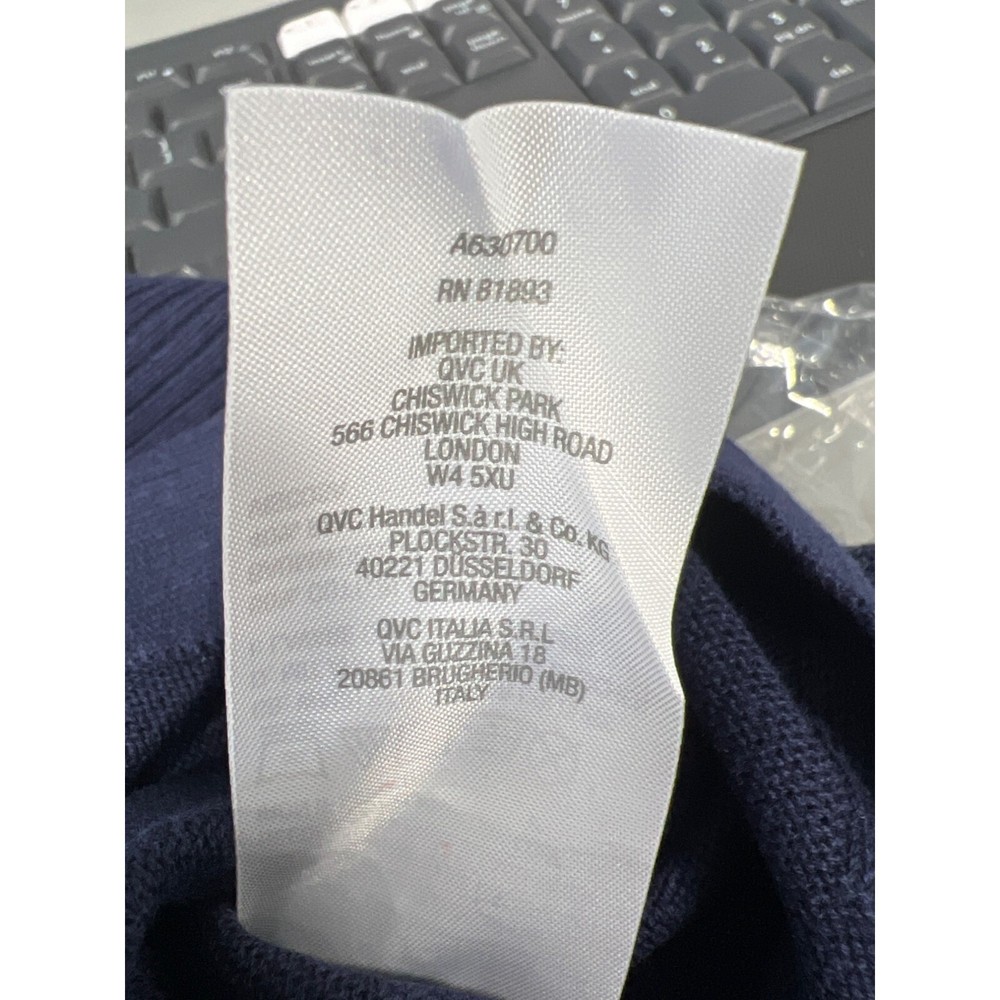 A630700
RN 81893
IMPORTED BY:
QVC UK
CHISWICK PARK
566 CHISWICK HIGH ROAD
LONDON
W4 5XU
QVC Handel S.à r.l. & Co. KG
PLOCKSTR. 30
40221 DÜSSELDORF
GERMANY
QVC ITALIA S.R.L
VIA GUZZINA 18
20861 BRUGHERIO (MB)
ITALY